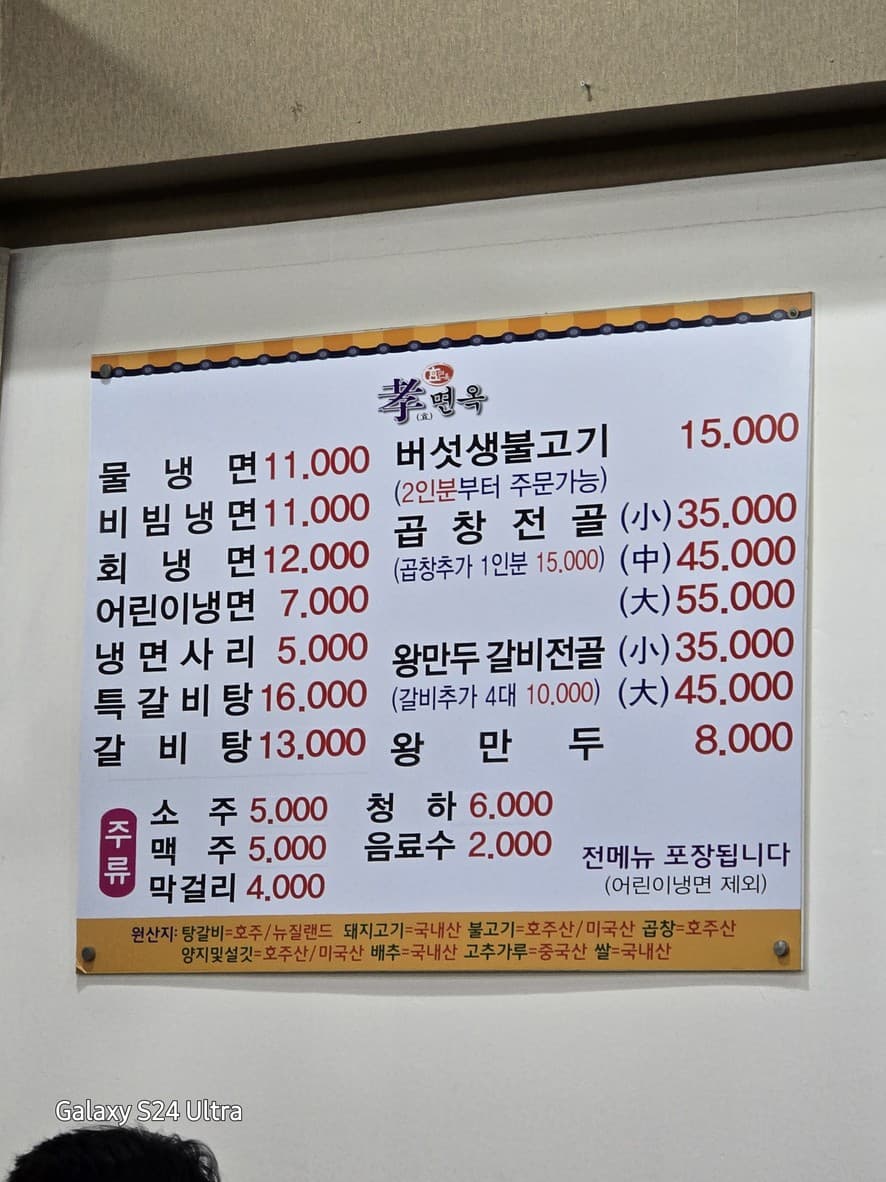 孝(효)면옥
물 냉 면 11.000
비 빔 냉 면 11.000
회 냉 면 12.000
어린이냉면 7.000
냉 면 사 리 5.000
특 갈 비 탕 16.000
갈 비 탕 13.000
버섯생불고기 15.000
(2인분부터 주문가능)
곱 창 전 골 (小) 35.000
(곱창추가 1인분 15.000) (中) 45.000
(大) 55.000
왕만두 갈비전골 (小) 35.000
(갈비추가 4대 10.000) (大) 45.000
왕 만 두 8.000
주류
소 주 5.000
맥 주 5.000
막걸리 4.000
청 하 6.000
음료수 2.000
전메뉴 포장됩니다
(어린이냉면 제외)
원산지: 탕갈비=호주/뉴질랜드 돼지고기=국내산 불고기=호주산/미국산 곱창=호주산
양지및설깃=호주산/미국산 배추=국내산 고추가루=중국산 쌀=국내산
Galaxy S24 Ultra